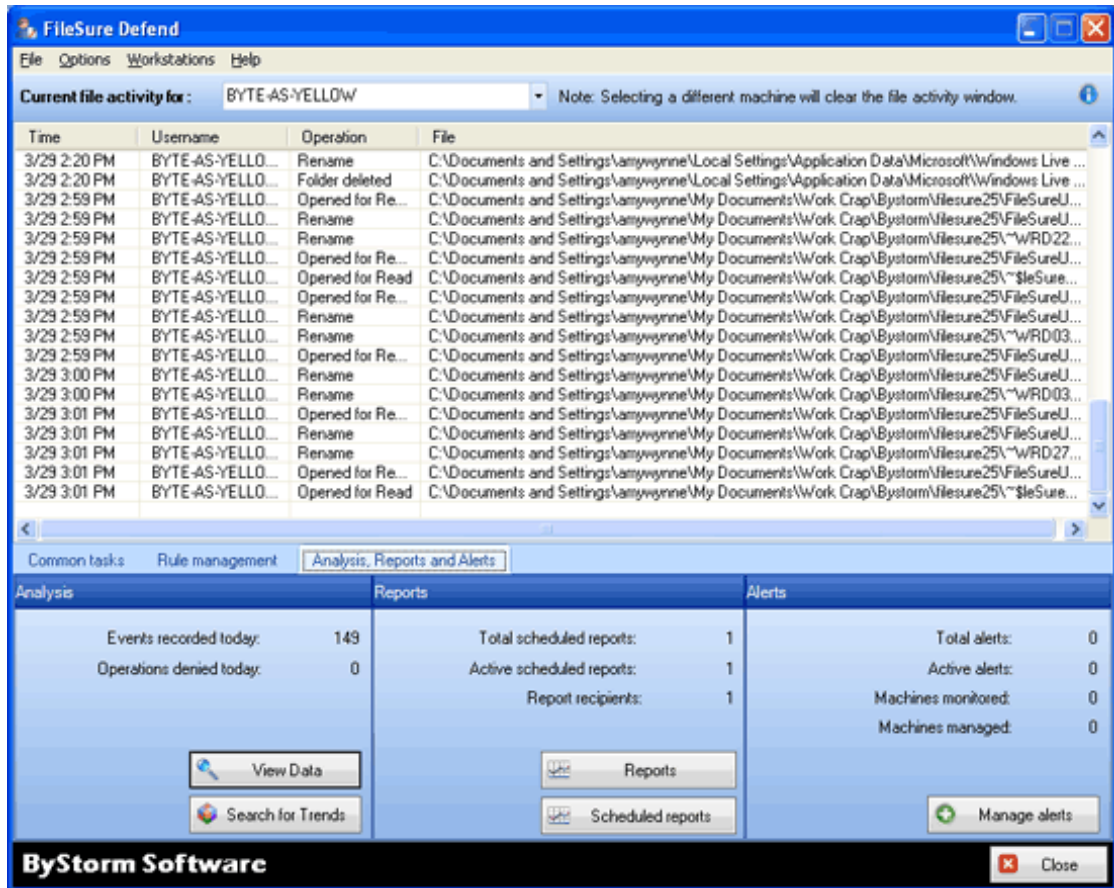 FileSure Defend
File Options Workstations Help
Current file activity for: BYTE-AS-YELLOW Note: Selecting a different machine will clear the file activity window.
Time Username Operation File
3/29 2:20 PM BYTE-AS-YELLO... Rename C:\Documents and Settings\amywynne\Local Settings\Application Data\Microsoft\Windows Live ...
3/29 2:20 PM BYTE-AS-YELLO... Folder deleted C:\Documents and Settings\amywynne\Local Settings\Application Data\Microsoft\Windows Live ...
3/29 2:59 PM BYTE-AS-YELLO... Opened for Re... C:\Documents and Settings\amywynne\My Documents\Work Crap\Bystorm\filesure25\FileSureU...
3/29 2:59 PM BYTE-AS-YELLO... Rename C:\Documents and Settings\amywynne\My Documents\Work Crap\Bystorm\filesure25\FileSureU...
3/29 2:59 PM BYTE-AS-YELLO... Rename C:\Documents and Settings\amywynne\My Documents\Work Crap\Bystorm\filesure25\~WRD22...
3/29 2:59 PM BYTE-AS-YELLO... Opened for Re... C:\Documents and Settings\amywynne\My Documents\Work Crap\Bystorm\filesure25\FileSureU...
3/29 2:59 PM BYTE-AS-YELLO... Opened for Read C:\Documents and Settings\amywynne\My Documents\Work Crap\Bystorm\filesure25\~$leSure...
3/29 2:59 PM BYTE-AS-YELLO... Opened for Re... C:\Documents and Settings\amywynne\My Documents\Work Crap\Bystorm\filesure25\FileSureU...
3/29 2:59 PM BYTE-AS-YELLO... Rename C:\Documents and Settings\amywynne\My Documents\Work Crap\Bystorm\filesure25\FileSureU...
3/29 2:59 PM BYTE-AS-YELLO... Rename C:\Documents and Settings\amywynne\My Documents\Work Crap\Bystorm\filesure25\~WRD03...
3/29 2:59 PM BYTE-AS-YELLO... Opened for Re... C:\Documents and Settings\amywynne\My Documents\Work Crap\Bystorm\filesure25\FileSureU...
3/29 3:00 PM BYTE-AS-YELLO... Rename C:\Documents and Settings\amywynne\My Documents\Work Crap\Bystorm\filesure25\FileSureU...
3/29 3:00 PM BYTE-AS-YELLO... Rename C:\Documents and Settings\amywynne\My Documents\Work Crap\Bystorm\filesure25\~WRD03...
3/29 3:01 PM BYTE-AS-YELLO... Opened for Re... C:\Documents and Settings\amywynne\My Documents\Work Crap\Bystorm\filesure25\FileSureU...
3/29 3:01 PM BYTE-AS-YELLO... Rename C:\Documents and Settings\amywynne\My Documents\Work Crap\Bystorm\filesure25\FileSureU...
3/29 3:01 PM BYTE-AS-YELLO... Rename C:\Documents and Settings\amywynne\My Documents\Work Crap\Bystorm\filesure25\~WRD27...
3/29 3:01 PM BYTE-AS-YELLO... Opened for Re... C:\Documents and Settings\amywynne\My Documents\Work Crap\Bystorm\filesure25\FileSureU...
3/29 3:01 PM BYTE-AS-YELLO... Opened for Read C:\Documents and Settings\amywynne\My Documents\Work Crap\Bystorm\filesure25\~$leSure...
Common tasks Rule management Analysis, Reports and Alerts
Analysis Reports Alerts
Events recorded today: 149 Total scheduled reports: 1 Total alerts: 0
Operations denied today: 0 Active scheduled reports: 1 Active alerts: 0
Report recipients: 1 Machines monitored: 0
Machines managed: 0
View Data Reports
Search for Trends Scheduled reports Manage alerts
ByStorm Software Close